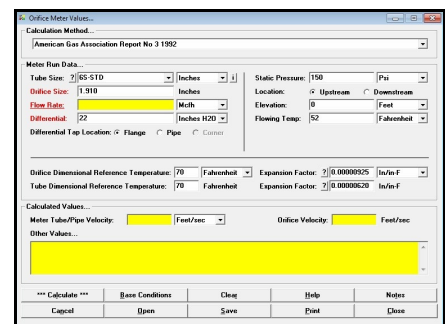 Orifice Meter Values...
Calculation Method...
American Gas Association Report No 3 1992
Meter Run Data...
Tube Size: ? 6S-STD Inches i Static Pressure: 150 Psi
Orifice Size: 1.910 Inches Location: Upstream Downstream
Flow Rate: Mcfh Elevation: 0 Feet
Differential: 22 Inches H2O Flowing Temp: 52 Fahrenheit
Differential Tap Location: Flange Pipe Corner
Orifice Dimensional Reference Temperature: 70 Fahrenheit Expansion Factor: ? 0.00000925 In/in-F
Tube Dimensional Reference Temperature: 70 Fahrenheit Expansion Factor: ? 0.00000620 In/in-F
Calculated Values...
Meter Tube/Pipe Velocity: Feet/sec Orifice Velocity: Feet/sec
Other Values...
*** Calculate *** Base Conditions Clear Help Notes
Cancel Open Save Print Close